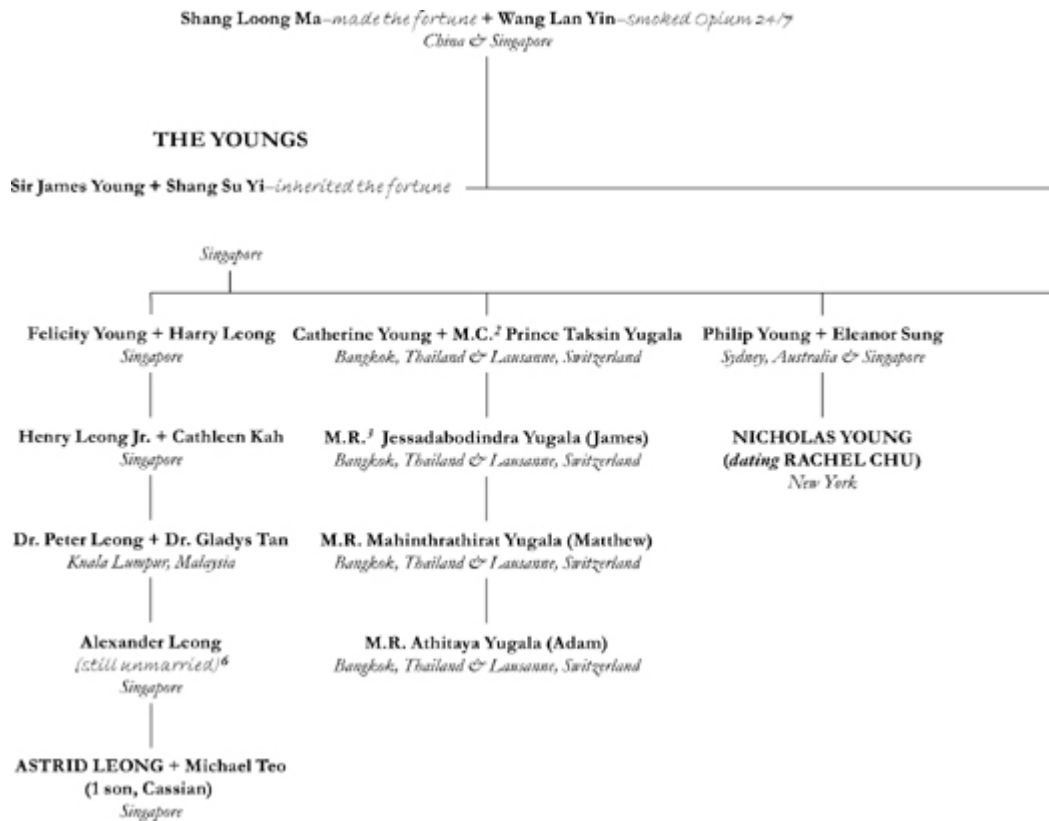 Shang Loong Ma–made the fortune + Wang Lan Yin–smoked Opium 24/7
China & Singapore
THE YOUNGS
Sir James Young + Shang Su Yi–inherited the fortune
Singapore
Felicity Young + Harry Leong
Singapore
Henry Leong Jr. + Cathleen Kah
Singapore
Dr. Peter Leong + Dr. Gladys Tan
Kuala Lumpur, Malaysia
Alexander Leong
(still unmarried)⁶
Singapore
ASTRID LEONG + Michael Teo
(1 son, Cassian)
Singapore
Catherine Young + M.C.² Prince Taksin Yugala
Bangkok, Thailand & Lausanne, Switzerland
M.R.³ Jessadabodindra Yugala (James)
Bangkok, Thailand & Lausanne, Switzerland
M.R. Mahinthrathirat Yugala (Matthew)
Bangkok, Thailand & Lausanne, Switzerland
M.R. Athitaya Yugala (Adam)
Bangkok, Thailand & Lausanne, Switzerland
Philip Young + Eleanor Sung
Sydney, Australia & Singapore
NICHOLAS YOUNG
(dating RACHEL CHU)
New York